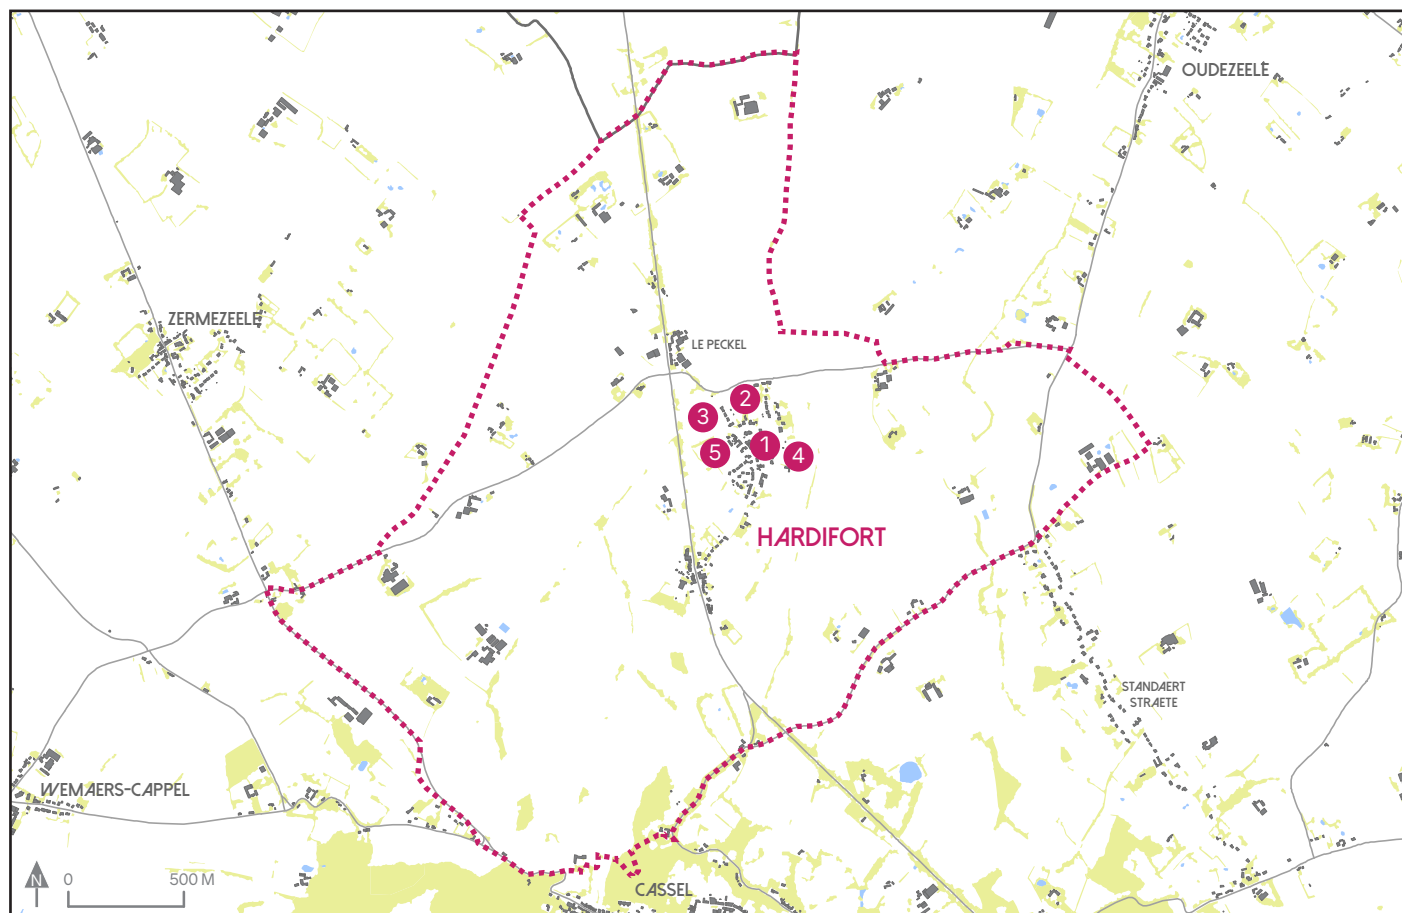 OUDEZEELE
ZERMEZEELE
LE PECKEL
2
3
1
5
4
HARDIFORT
STANDAERT
STRAETE
WEMAERS-CAPPEL
N
0
500 M
CASSEL